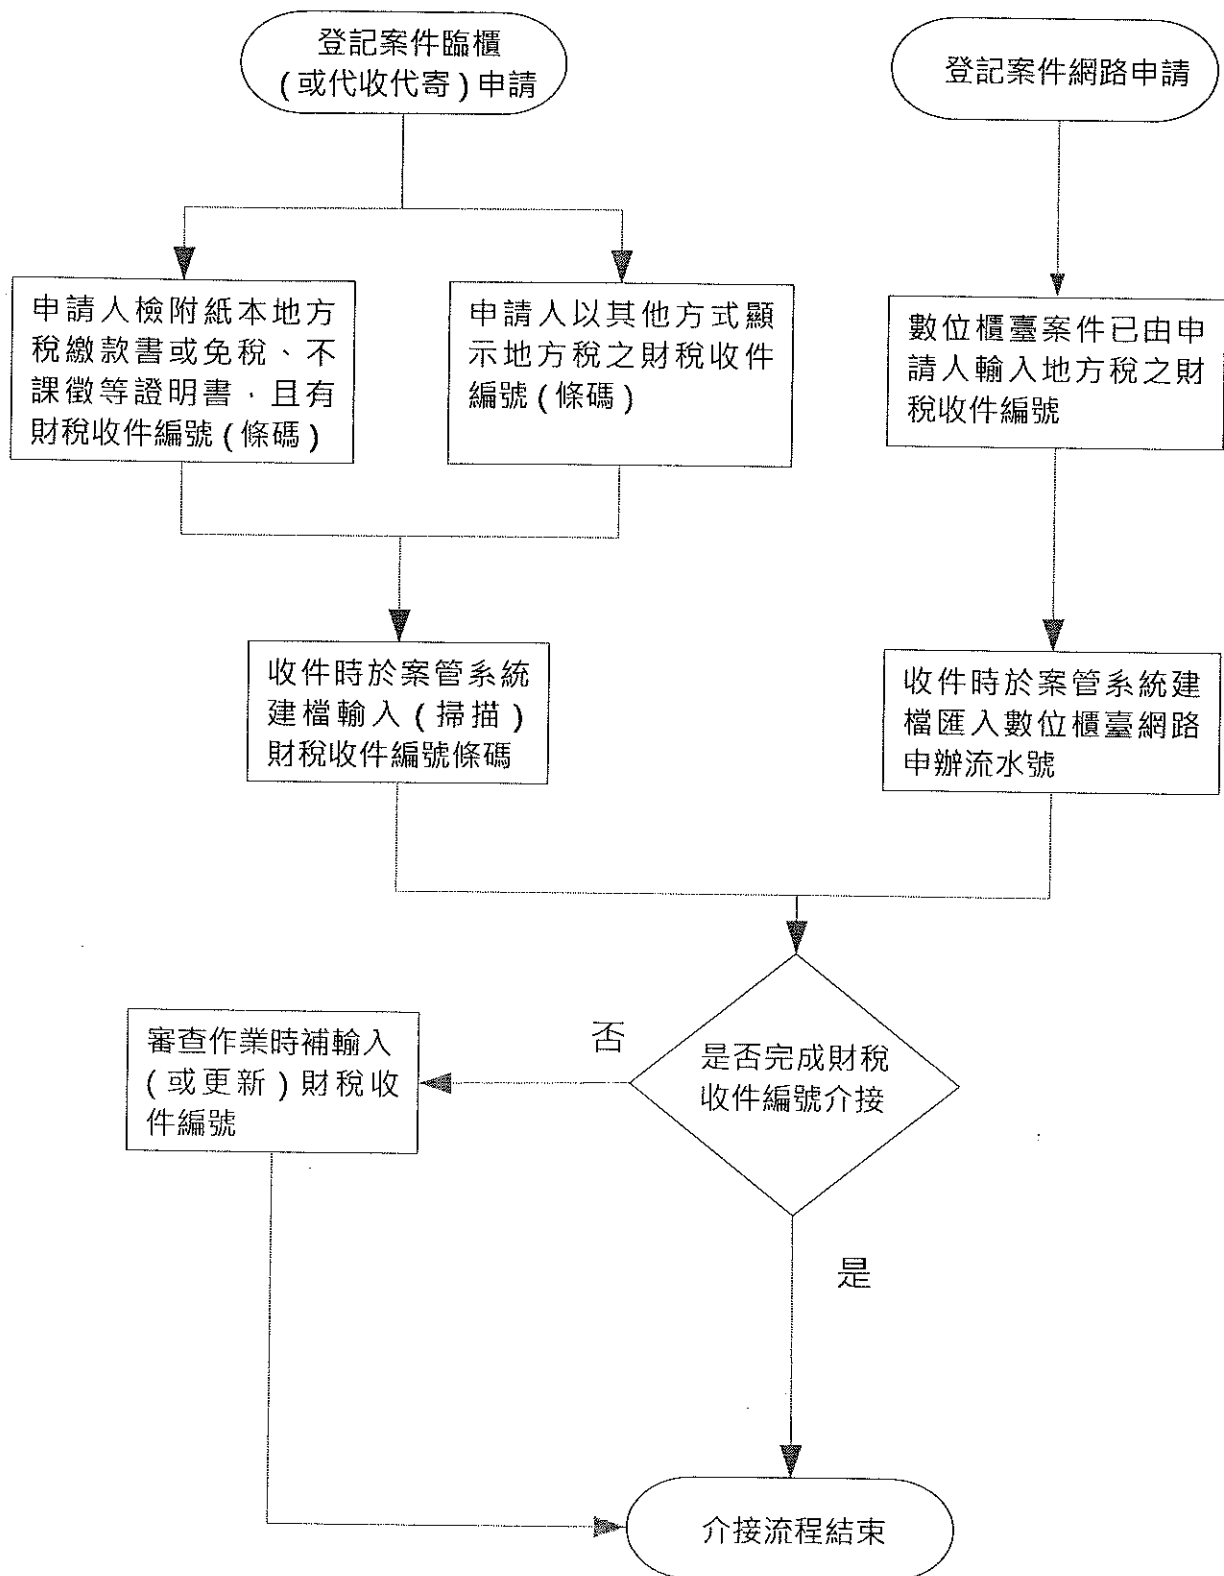 登記案件臨櫃
(或代收代寄)申請
登記案件網路申請
申請人檢附紙本地方
稅繳款書或免稅、不
課徵等證明書，且有
財稅收件編號(條碼)
申請人以其他方式顯
示地方稅之財稅收件
編號(條碼)
數位櫃臺案件已由申
請人輸入地方稅之財
稅收件編號
收件時於案管系統
建檔輸入(掃描)
財稅收件編號條碼
收件時於案管系統建
檔匯入數位櫃臺網路
申辦流水號
審查作業時補輸入
(或更新)財稅收
件編號
否
是否完成財稅
收件編號介接
是
介接流程結束